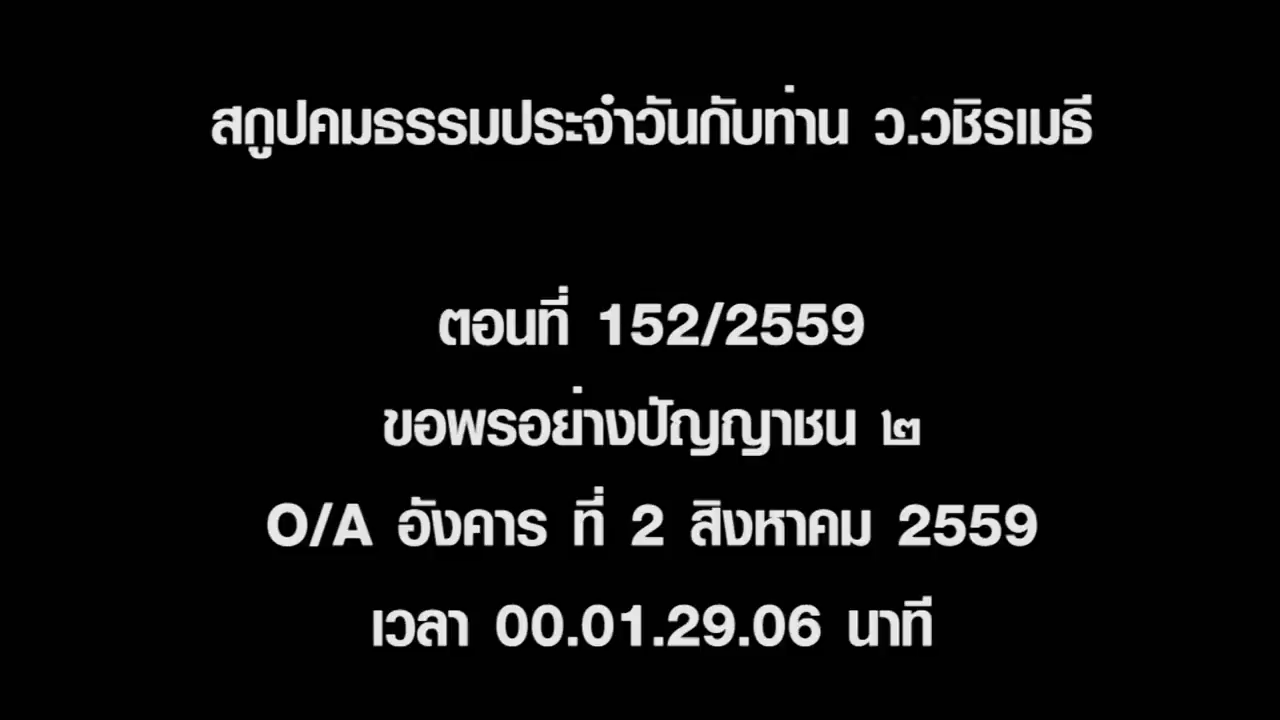 สกูปคมธรรมประจำวันกับท่าน ว.วชิรเมธี
ตอนที่ 152/2559
ขอพรอย่างปัญญาชน ๒
O/A อังคาร ที่ 2 สิงหาคม 2559
เวลา 00.01.29.06 นาที